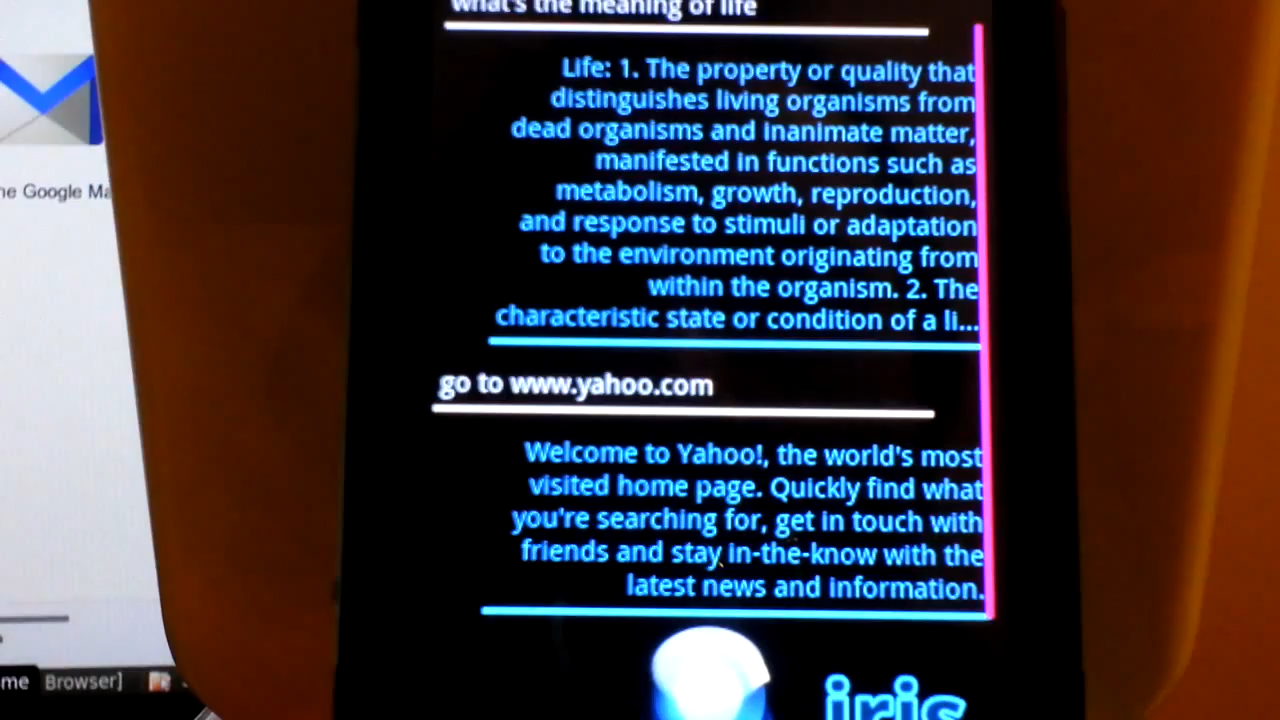 what's the meaning of life
Life: 1. The property or quality that
distinguishes living organisms from
dead organisms and inanimate matter,
manifested in functions such as
metabolism, growth, reproduction,
and response to stimuli or adaptation
to the environment originating from
within the organism. 2. The
characteristic state or condition of a li...
go to www.yahoo.com
Welcome to Yahoo!, the world's most
visited home page. Quickly find what
you're searching for, get in touch with
friends and stay in-the-know with the
latest news and information.
iris
Google
Browser]